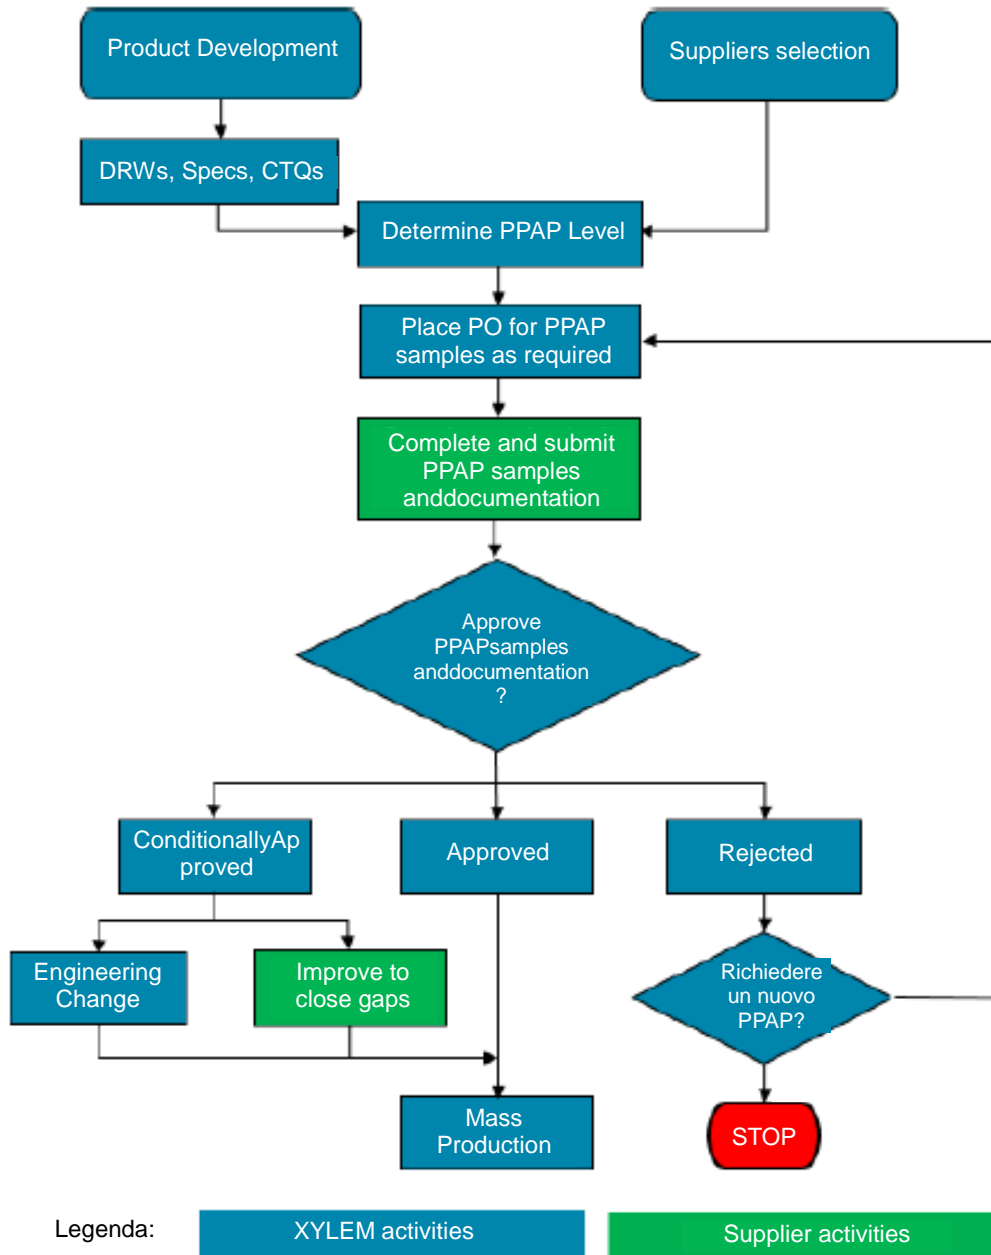 Product Development
Suppliers selection
DRWs, Specs, CTQs
Determine PPAP Level
Place PO for PPAP
samples as required
Complete and submit
PPAP samples
anddocumentation
Approve
PPAPsamples
anddocumentation
?
ConditionallyAp
proved
Approved
Rejected
Engineering
Change
Improve to
close gaps
Richiedere
un nuovo
PPAP?
Mass
Production
STOP
Legenda:
XYLEM activities
Supplier activities